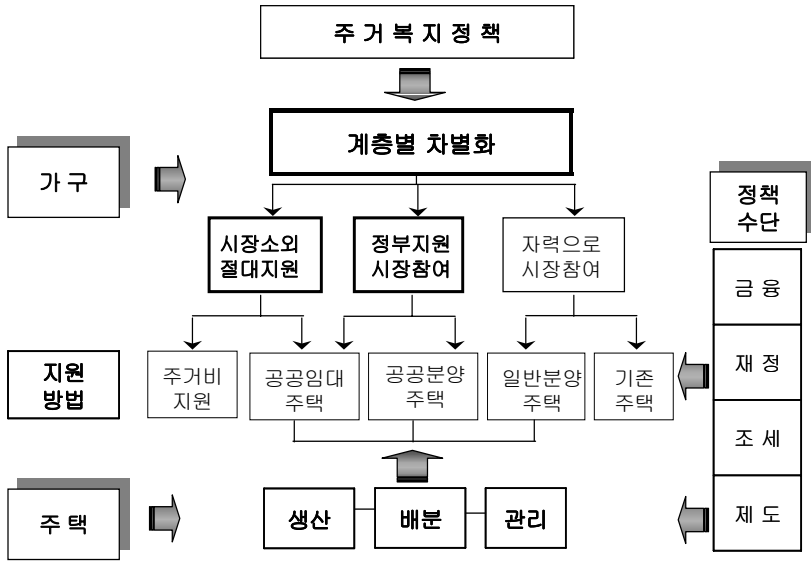 주 거 복 지 정 책
계층별 차별화
가 구
정책
수단
시장소외
절대지원
정부지원
시장참여
자력으로
시장참여
금 융
지원
방법
주거비
지원
공공임대
주택
공공분양
주택
일반분양
주택
기존
주택
재 정
조 세
주 택
생산
배분
관리
제 도